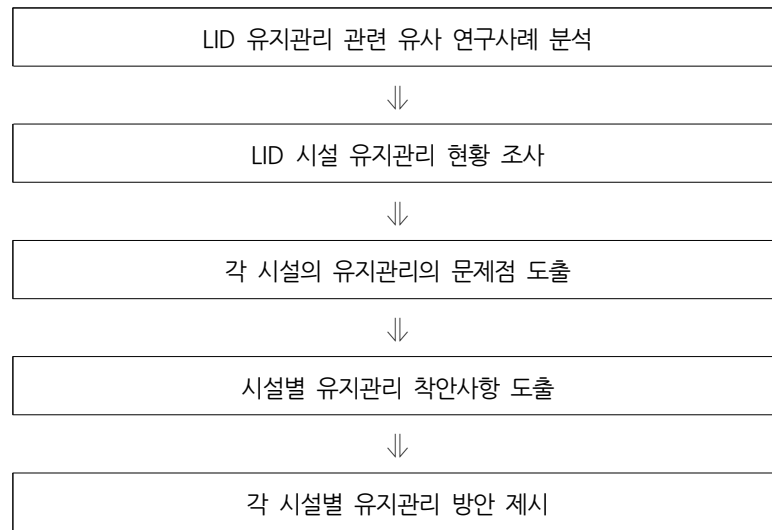 LID 유지관리 관련 유사 연구사례 분석
⇓
LID 시설 유지관리 현황 조사
⇓
각 시설의 유지관리의 문제점 도출
⇓
시설별 유지관리 착안사항 도출
⇓
각 시설별 유지관리 방안 제시